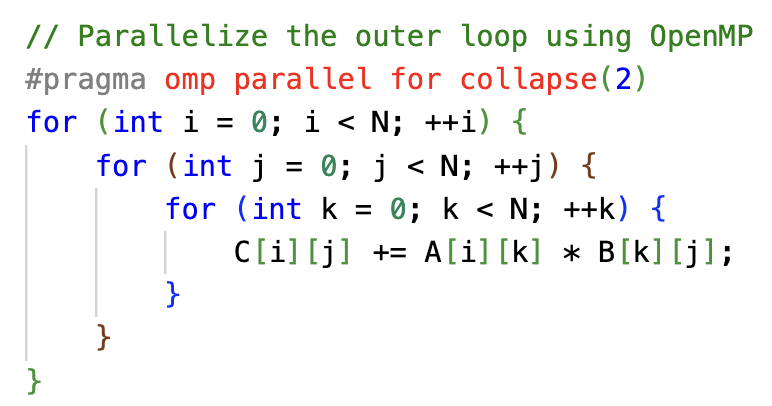 // Parallelize the outer loop using OpenMP
#pragma omp parallel for collapse(2)
for (int i = 0; i < N; ++i) {
    for (int j = 0; j < N; ++j) {
        for (int k = 0; k < N; ++k) {
            C[i][j] += A[i][k] * B[k][j];
        }
    }
}